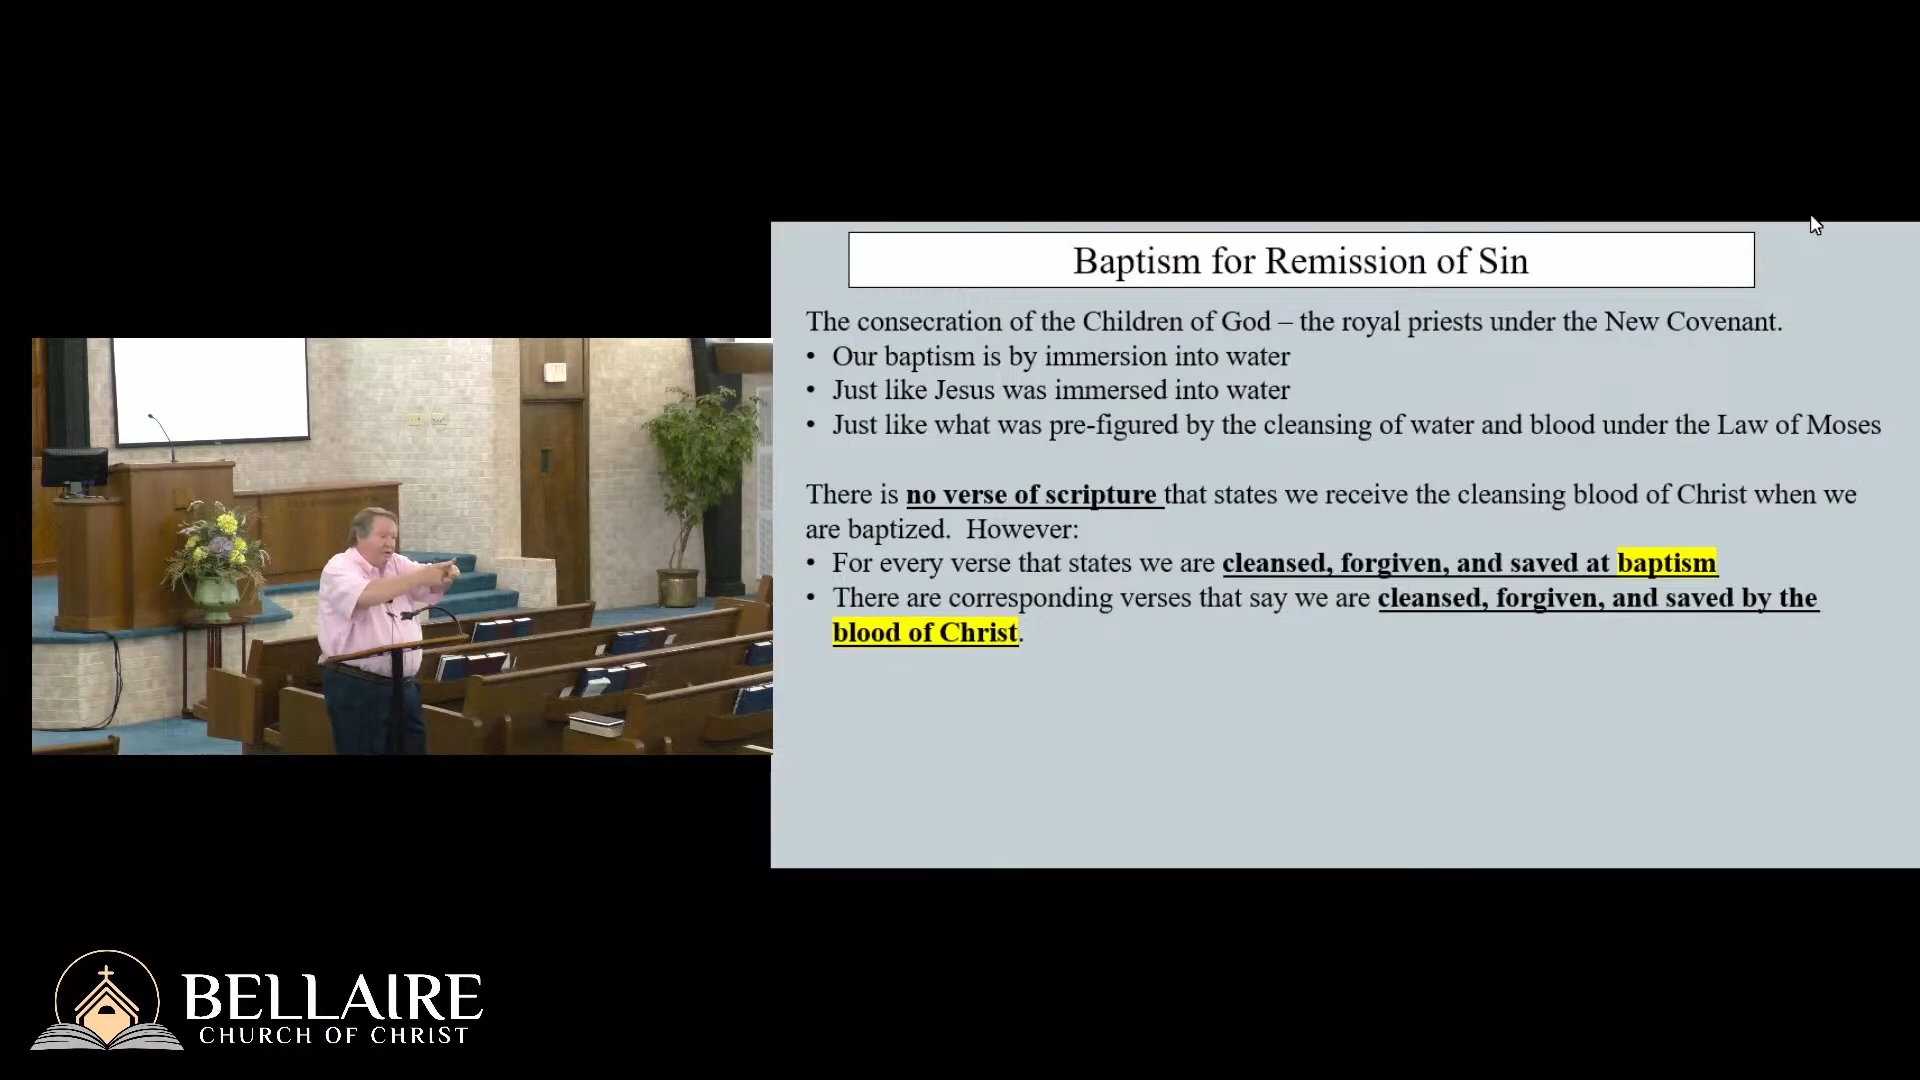 Baptism for Remission of Sin
The consecration of the Children of God – the royal priests under the New Covenant.
• Our baptism is by immersion into water
• Just like Jesus was immersed into water
• Just like what was pre-figured by the cleansing of water and blood under the Law of Moses
There is no verse of scripture that states we receive the cleansing blood of Christ when we
are baptized. However:
• For every verse that states we are cleansed, forgiven, and saved at baptism
• There are corresponding verses that say we are cleansed, forgiven, and saved by the
blood of Christ.
BELLAIRE
CHURCH OF CHRIST